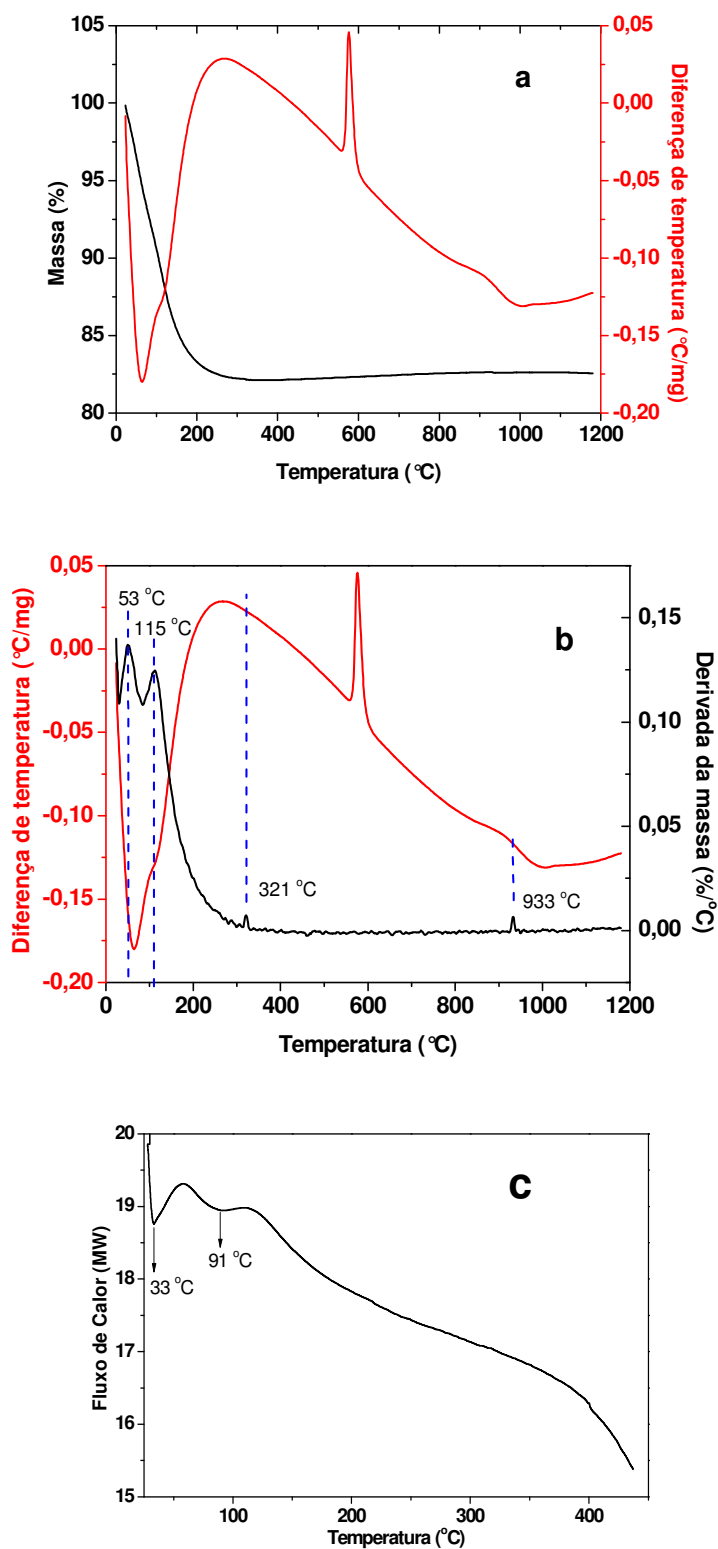 105
100
95
90
85
80
Massa (%)
a
0,05
0,00
-0,05
-0,10
-0,15
-0,20
Diferença de temperatura (°C/mg)
0 200 400 600 800 1000 1200
Temperatura (°C)
0,05
0,00
-0,05
-0,10
-0,15
-0,20
Diferença de temperatura (°C/mg)
53 °C
115 °C
b
321 °C
933 °C
0,15
0,10
0,05
0,00
Derivada da massa (%/°C)
0 200 400 600 800 1000 1200
Temperatura (°C)
20
19
18
17
16
15
Fluxo de Calor (MW)
c
33 °C
91 °C
100 200 300 400
Temperatura (°C)